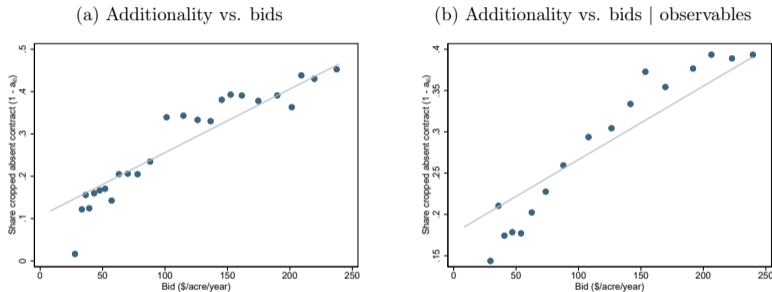 (a) Additionality vs. bids
Share cropped absent contract (1 - a₀)
.5
.4
.3
.2
.1
0
0 50 100 150 200 250
Bid ($/acre/year)
(b) Additionality vs. bids | observables
Share cropped absent contract (1 - a₀)
.4
.35
.3
.25
.2
.15
0 50 100 150 200 250
Bid ($/acre/year)